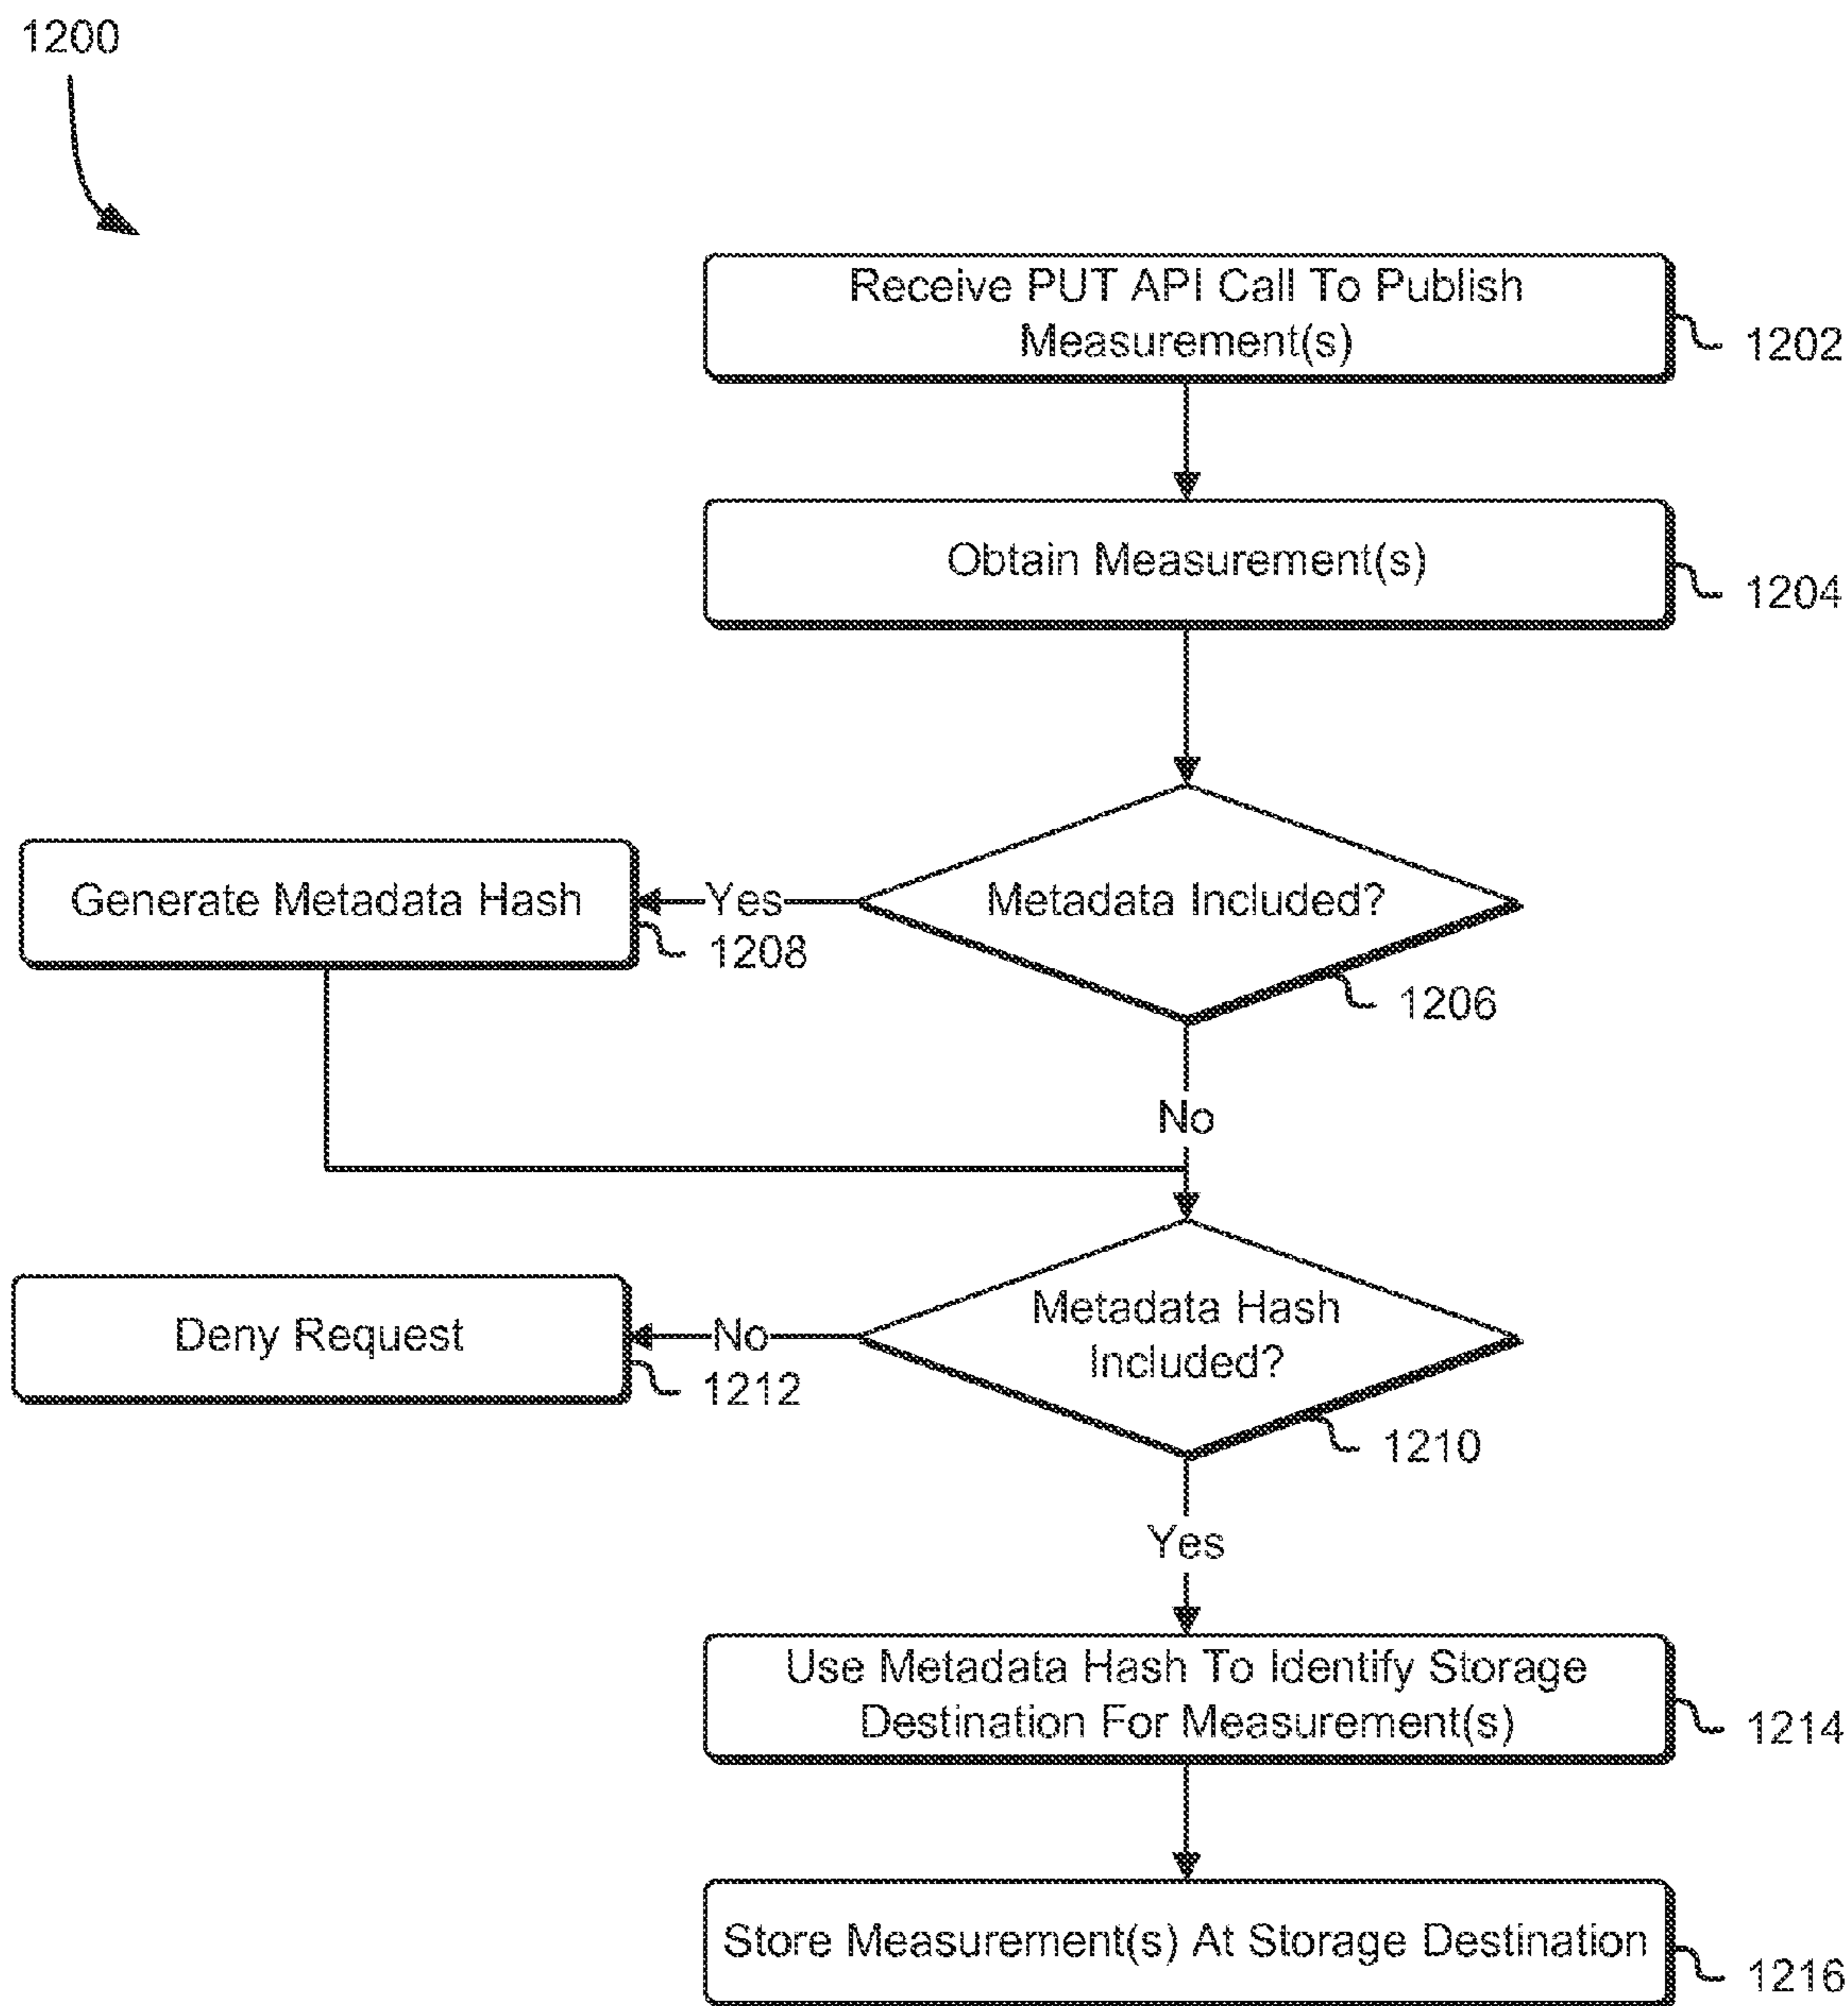 1200
Receive PUT API Call To Publish
Measurement(s)
1202
Obtain Measurement(s)
1204
Metadata Included?
1206
Yes
Generate Metadata Hash
1208
No
Metadata Hash
Included?
1210
No
Deny Request
1212
Yes
Use Metadata Hash To Identify Storage
Destination For Measurement(s)
1214
Store Measurement(s) At Storage Destination
1216